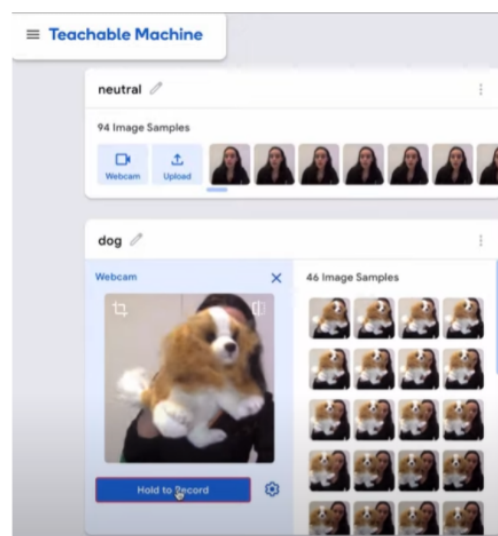 Teachable Machine
neutral
94 Image Samples
Webcam
Upload
dog
Webcam
46 Image Samples
Hold to Record